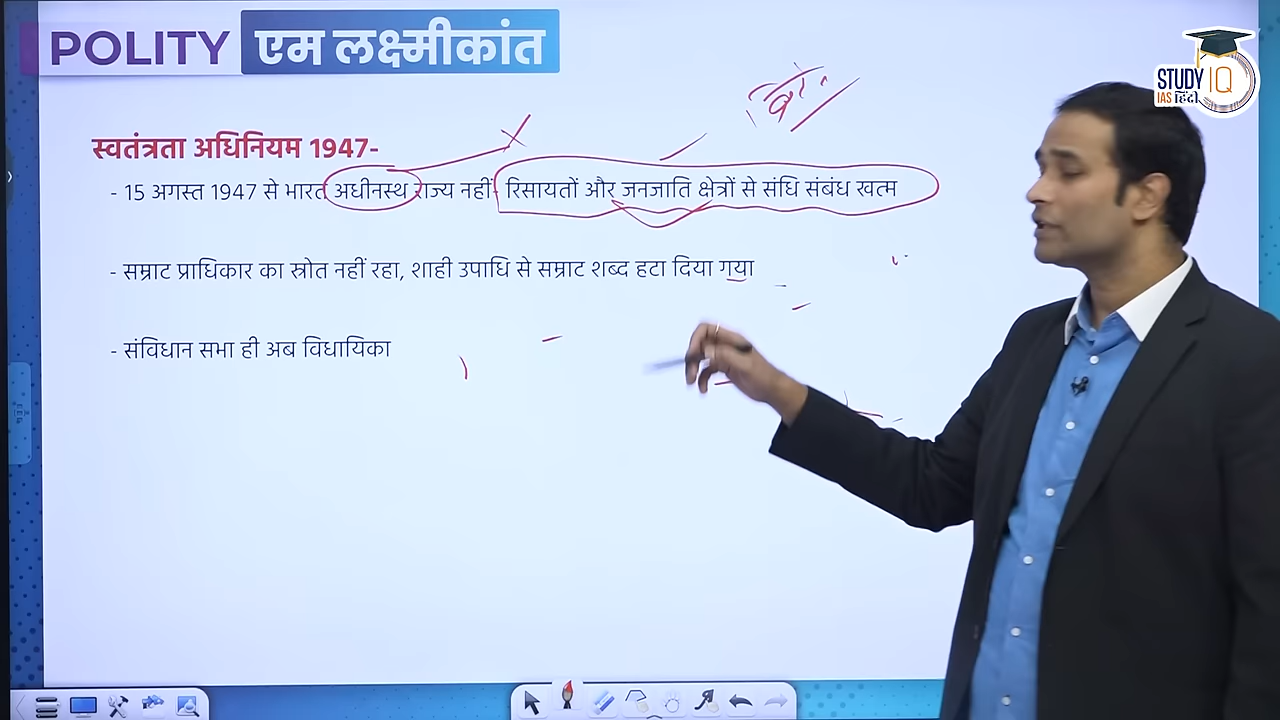 POLITY एम लक्ष्मीकांत
STUDY IQ
IAS हिंदी
स्वतंत्रता अधिनियम 1947-
- 15 अगस्त 1947 से भारत अधीनस्थ राज्य नहीं, रिसायतों और जनजाति क्षेत्रों से संधि संबंध खत्म
- सम्राट प्राधिकार का स्रोत नहीं रहा, शाही उपाधि से सम्राट शब्द हटा दिया गया
- संविधान सभा ही अब विधायिका